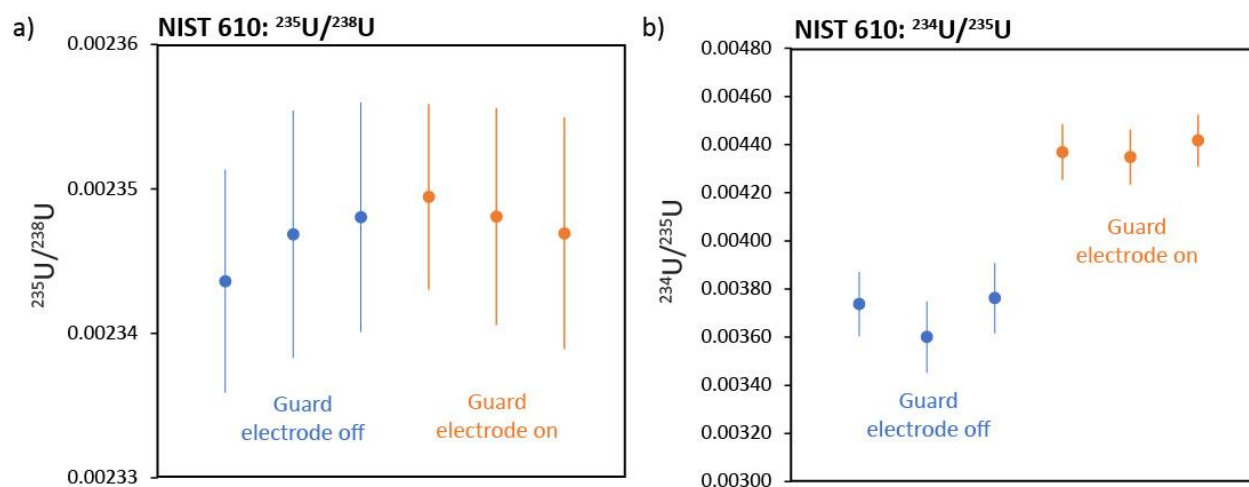 a)
NIST 610: ²³⁵U/²³⁸U
0.00236
0.00235
0.00234
0.00233
²³⁵U/²³⁸U
Guard
electrode off
Guard
electrode on
b)
NIST 610: ²³⁴U/²³⁵U
0.00480
0.00460
0.00440
0.00420
0.00400
0.00380
0.00360
0.00340
0.00320
0.00300
²³⁴U/²³⁵U
Guard
electrode on
Guard
electrode off